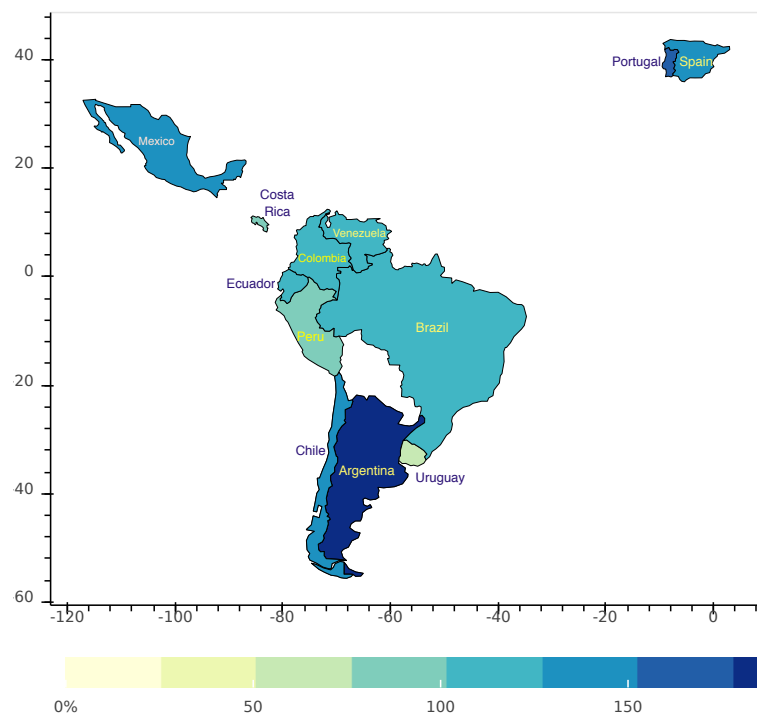 40
Portugal
Spain
20
Mexico
Costa
Rica
Venezuela
Colombia
0
Ecuador
Brazil
Peru
20
Chile
Argentina
Uruguay
40
60
-120
-100
-80
-60
-40
-20
0
0%
50
100
150